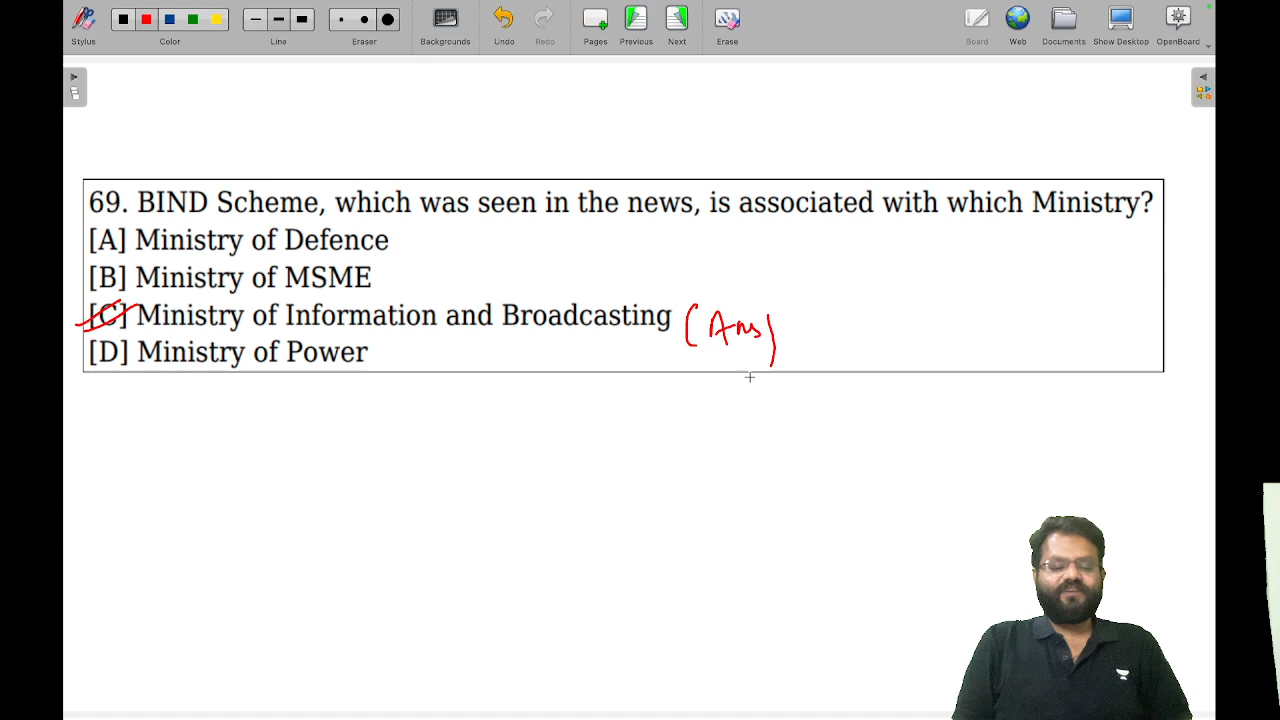 Stylus
Color
Line
Eraser
Backgrounds
Undo
Redo
Pages
Previous
Next
Erase
Board
Web
Documents
Show Desktop
OpenBoard
69. BIND Scheme, which was seen in the news, is associated with which Ministry?
[A] Ministry of Defence
[B] Ministry of MSME
[C] Ministry of Information and Broadcasting (Ans)
[D] Ministry of Power